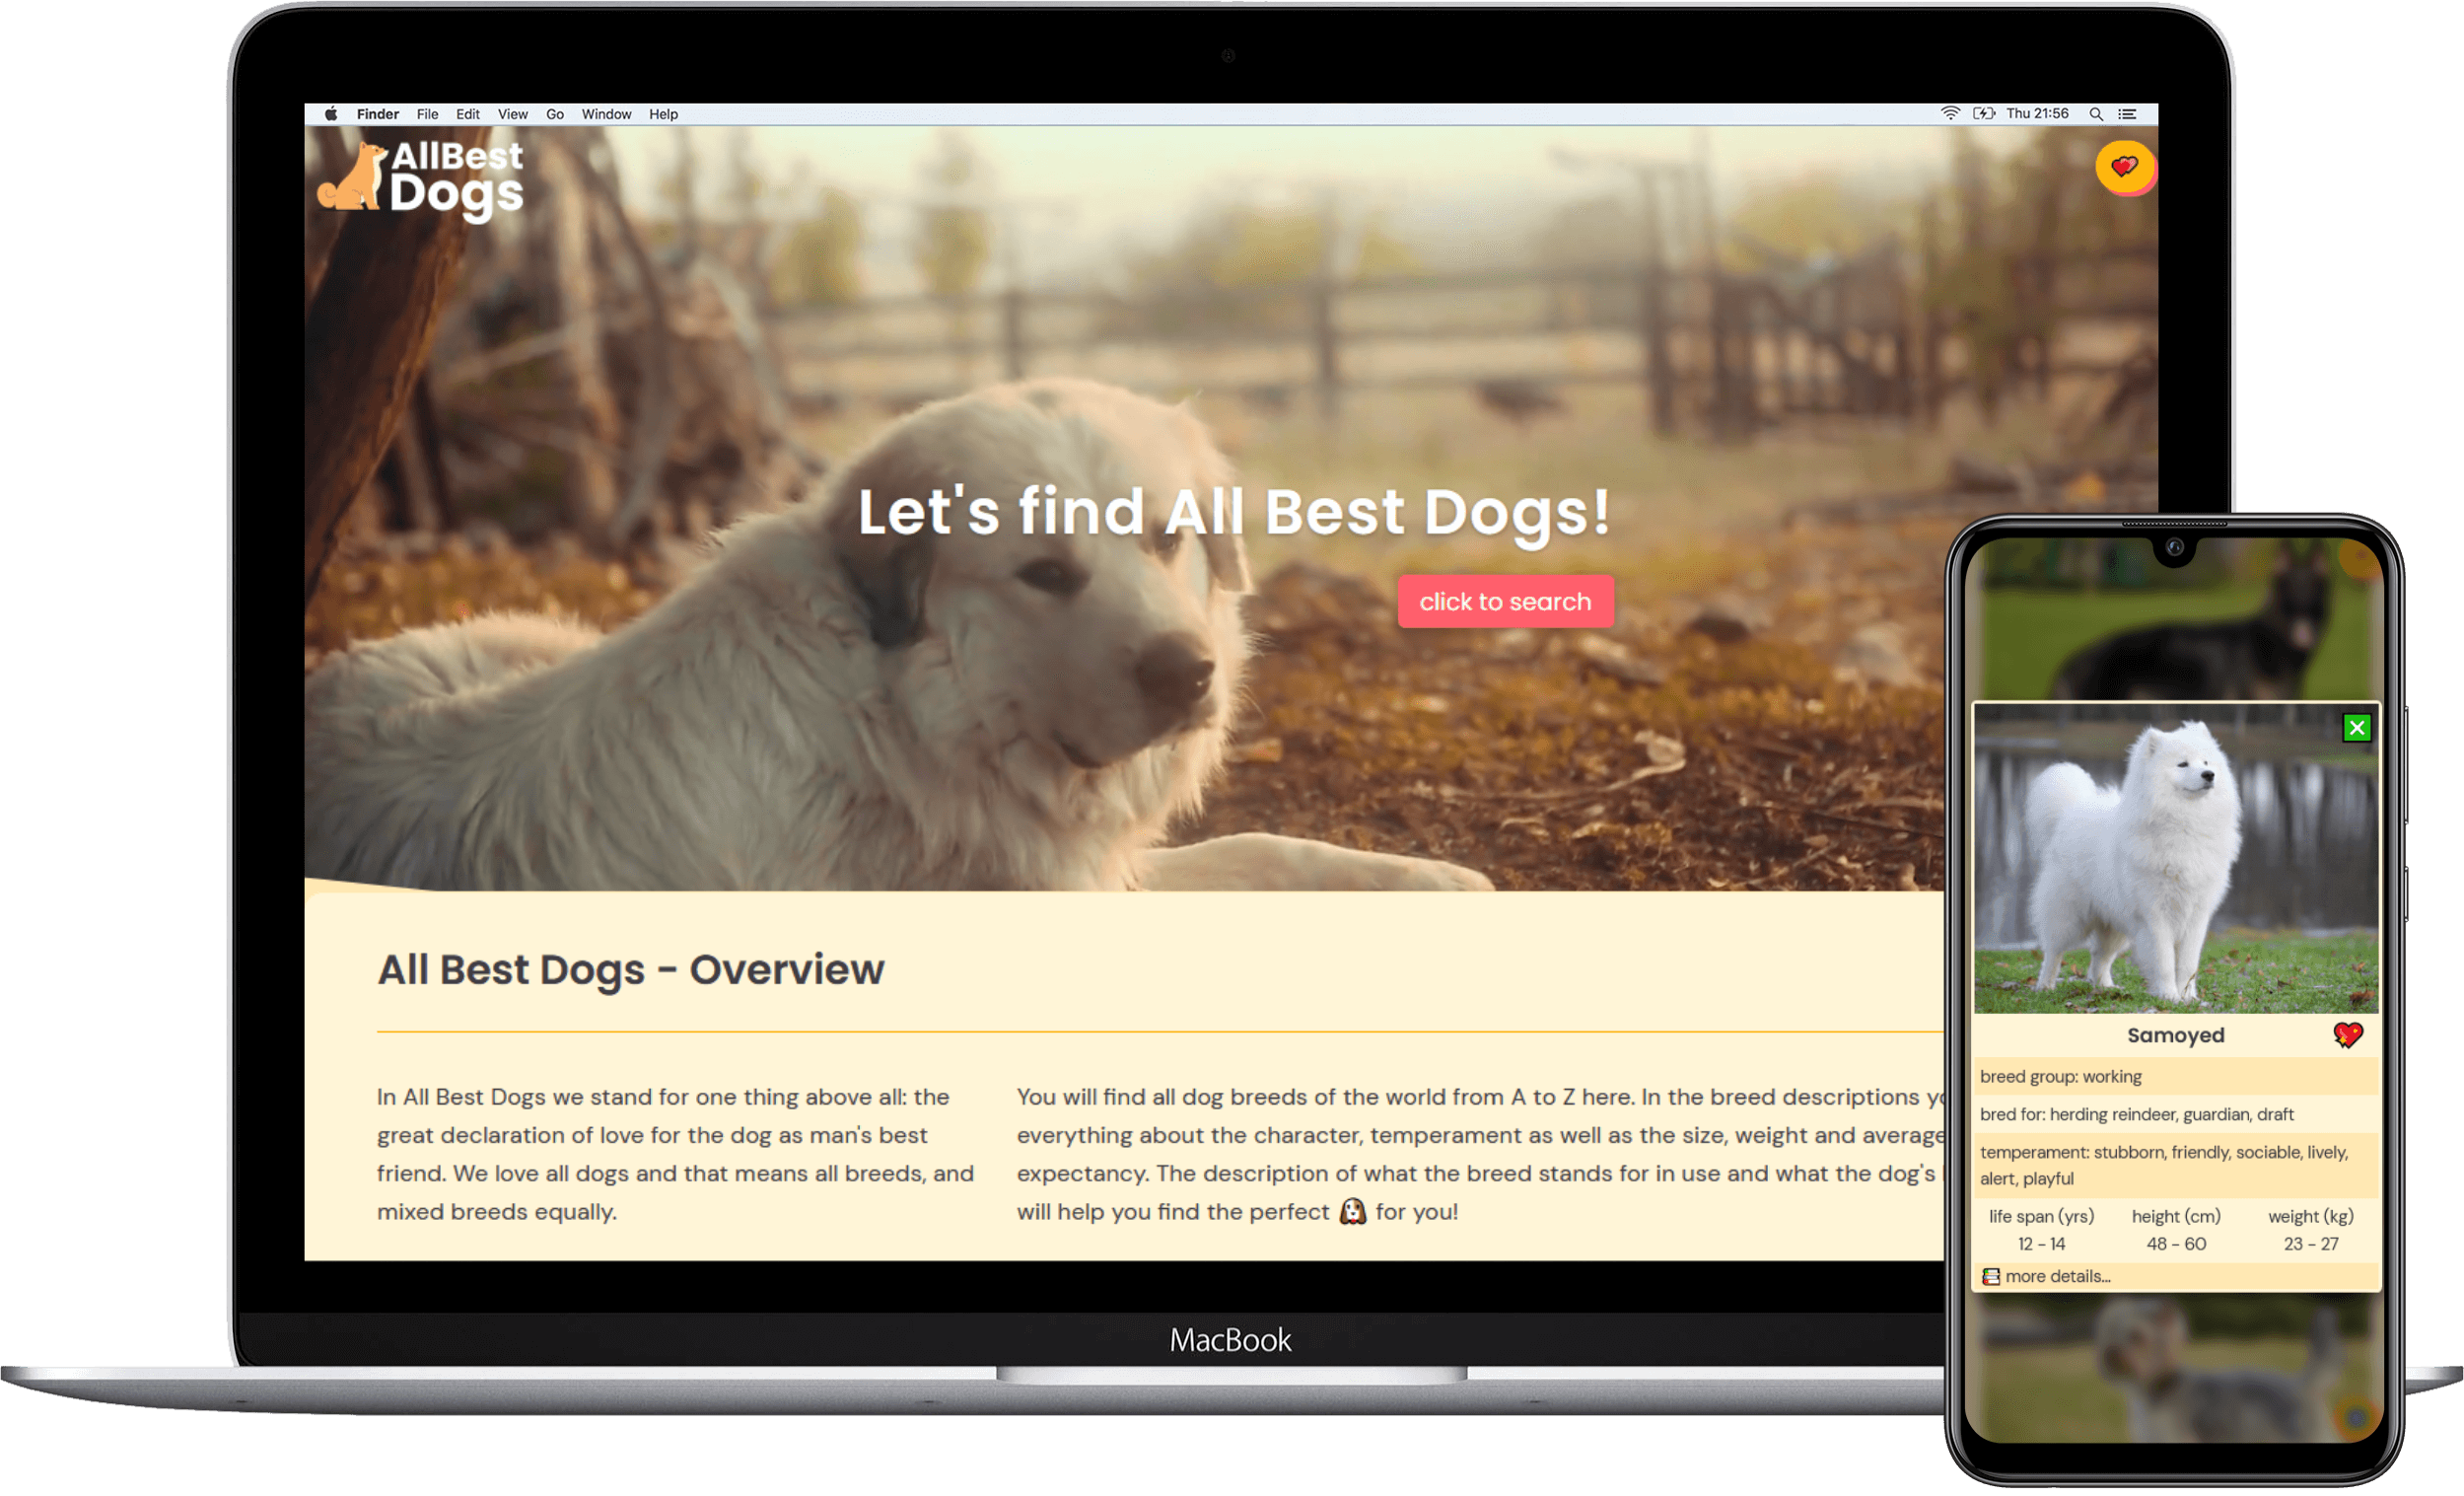 Finder File Edit View Go Window Help Thu 21:56
AllBest
Dogs
Let's find All Best Dogs!
click to search
All Best Dogs - Overview
In All Best Dogs we stand for one thing above all: the
great declaration of love for the dog as man's best
friend. We love all dogs and that means all breeds, and
mixed breeds equally.
You will find all dog breeds of the world from A to Z here. In the breed descriptions
everything about the character, temperament as well as the size, weight and average
expectancy. The description of what the breed stands for in use and what the dog's
will help you find the perfect 🐶 for you!
MacBook
Samoyed
breed group: working
bred for: herding reindeer, guardian, draft
temperament: stubborn, friendly, sociable, lively,
alert, playful
life span (yrs) height (cm) weight (kg)
12 - 14 48 - 60 23 - 27
more details...